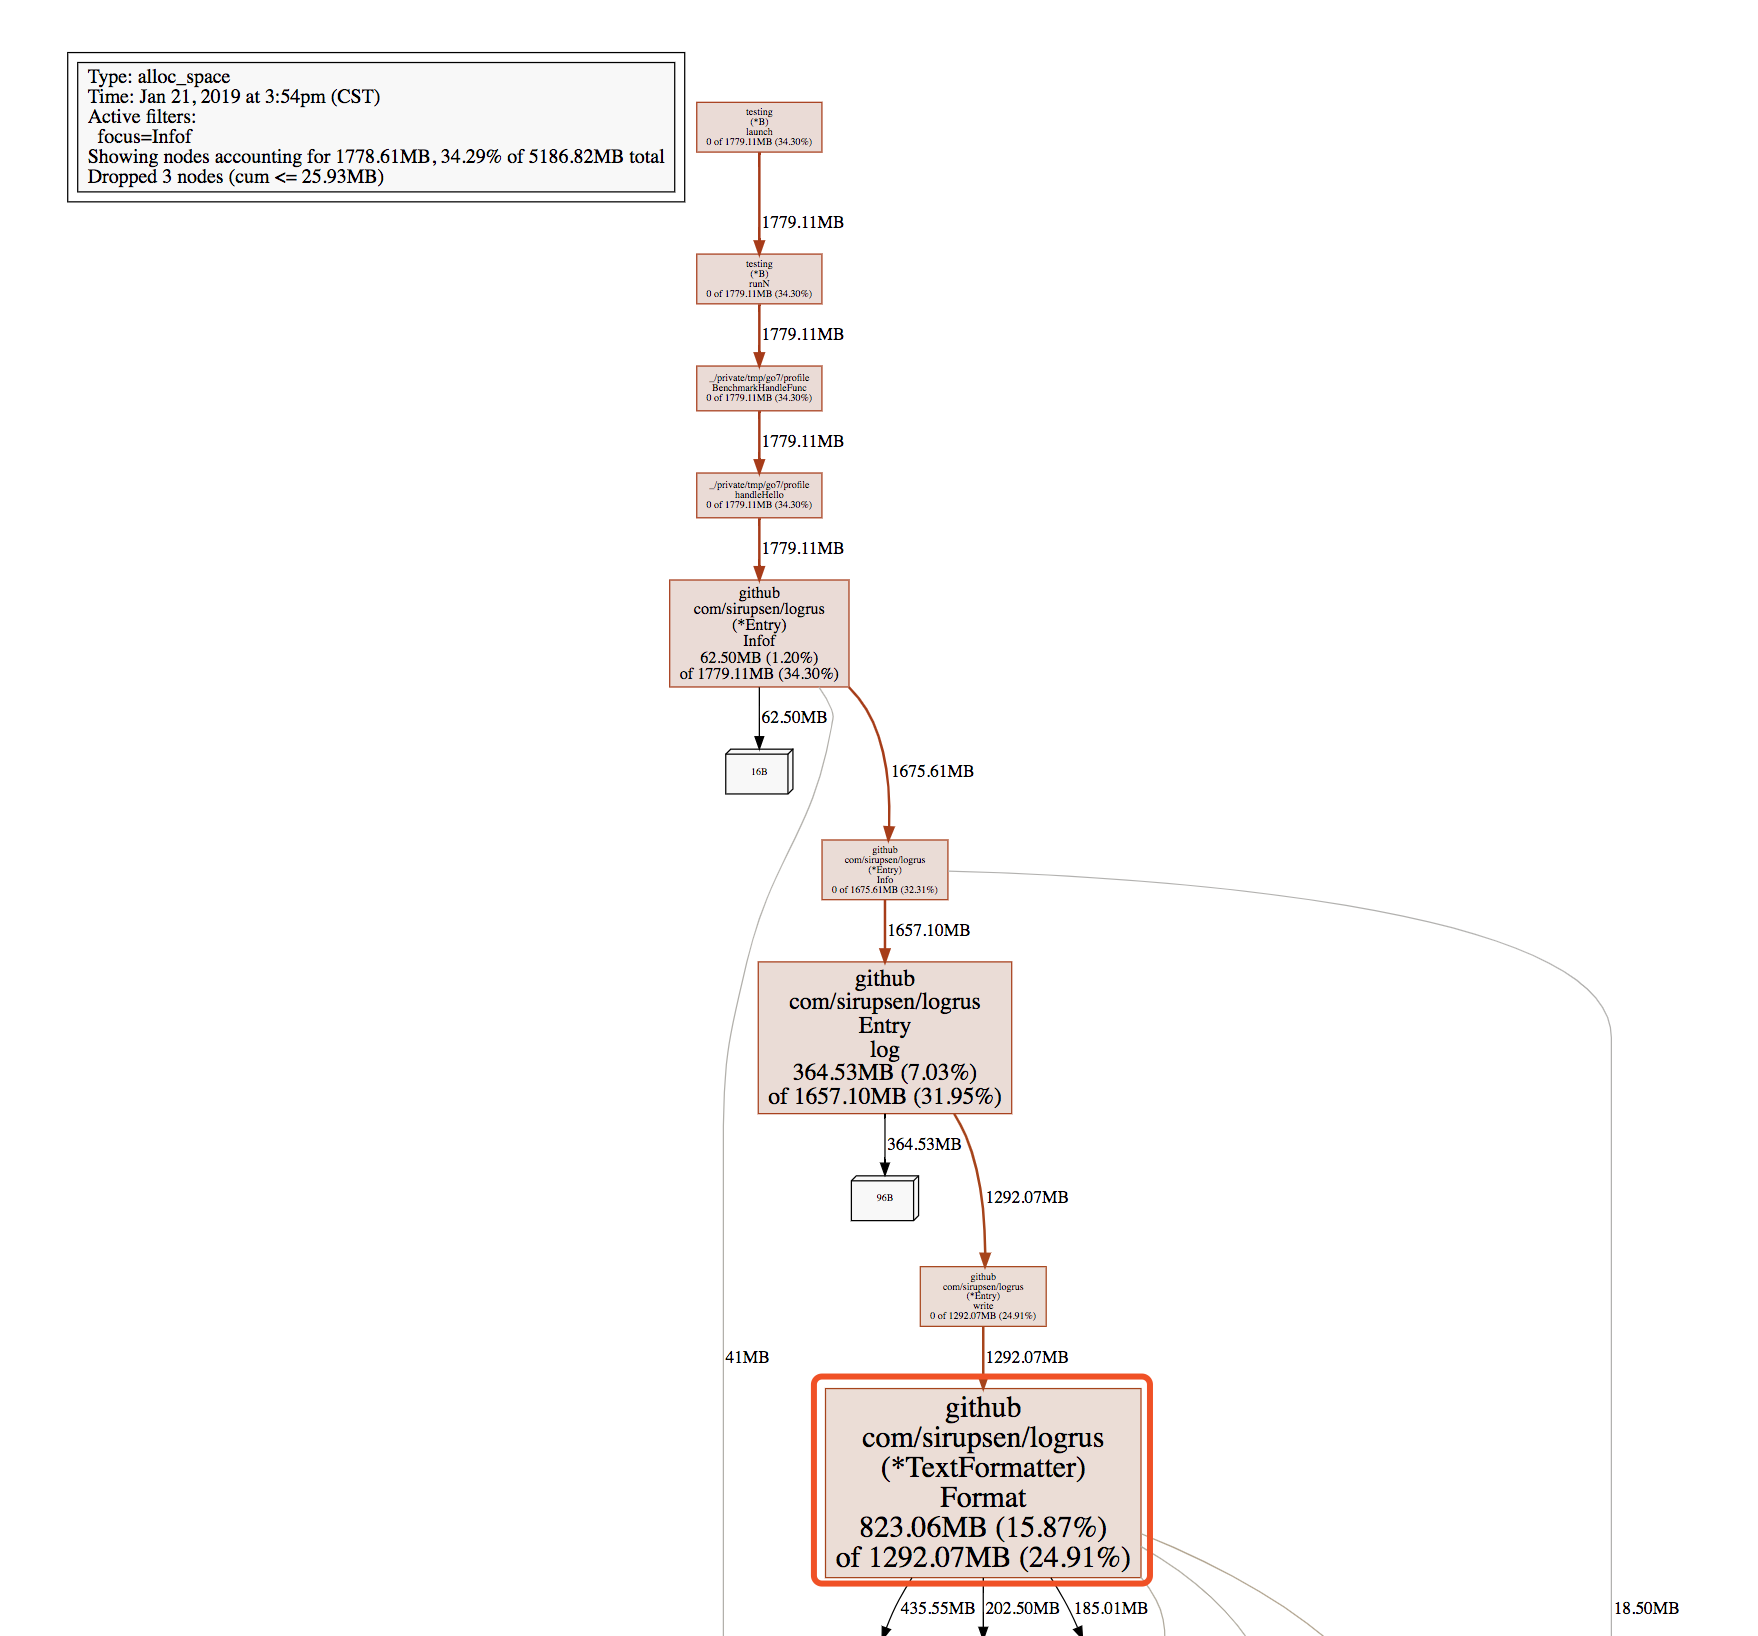 Type: alloc_space
Time: Jan 21, 2019 at 3:54pm (CST)
Active filters:
focus=Infof
Showing nodes accounting for 1778.61MB, 34.29% of 5186.82MB total
Dropped 3 nodes (cum <= 25.93MB)
testing
(*B)
launch
0 of 1779.11MB (34.30%)
1779.11MB
testing
(*B)
runN
0 of 1779.11MB (34.30%)
1779.11MB
_/private/tmp/go7/profile
BenchmarkHandleFunc
0 of 1779.11MB (34.30%)
1779.11MB
_/private/tmp/go7/profile
handleHello
0 of 1779.11MB (34.30%)
1779.11MB
github
com/sirupsen/logrus
(*Entry)
Infof
62.50MB (1.20%)
of 1779.11MB (34.30%)
62.50MB
16B
1675.61MB
github
com/sirupsen/logrus
(*Entry)
Info
0 of 1675.61MB (32.31%)
1657.10MB
github
com/sirupsen/logrus
Entry
log
364.53MB (7.03%)
of 1657.10MB (31.95%)
364.53MB
96B
1292.07MB
github
com/sirupsen/logrus
(*Entry)
write
0 of 1292.07MB (24.91%)
41MB
1292.07MB
github
com/sirupsen/logrus
(*TextFormatter)
Format
823.06MB (15.87%)
of 1292.07MB (24.91%)
435.55MB
202.50MB
185.01MB
18.50MB